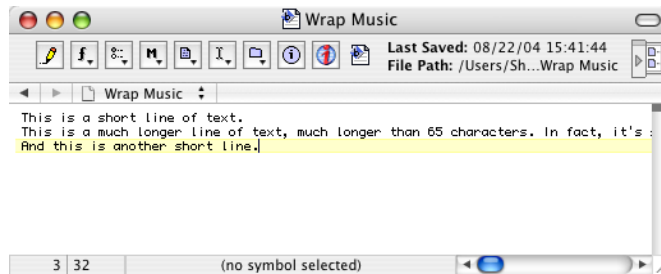 Wrap Music
Last Saved: 08/22/04 15:41:44
File Path: /Users/Sh...Wrap Music
Wrap Music
This is a short line of text.
This is a much longer line of text, much longer than 65 characters. In fact, it's
And this is another short line.
3 32 (no symbol selected)